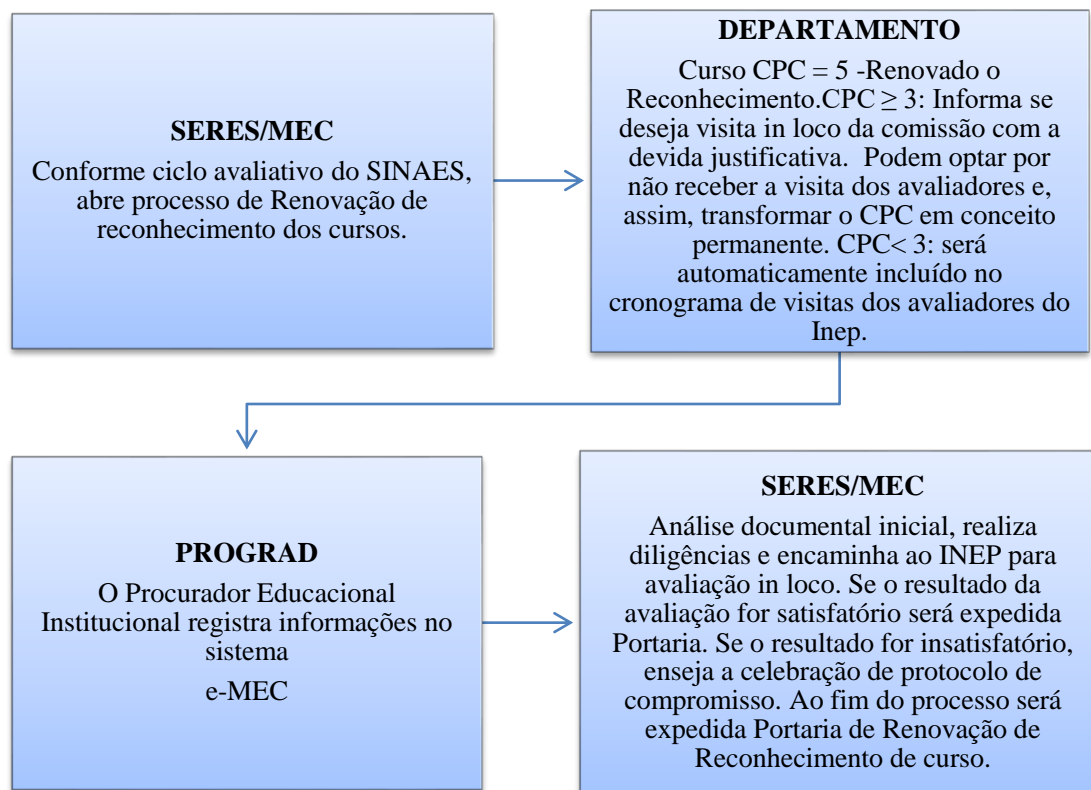 SERES/MEC
Conforme ciclo avaliativo do SINAES,
abre processo de Renovação de
reconhecimento dos cursos.
DEPARTAMENTO
Curso CPC = 5 -Renovado o
Reconhecimento.CPC ≥ 3: Informa se
deseja visita in loco da comissão com a
devida justificativa. Podem optar por
não receber a visita dos avaliadores e,
assim, transformar o CPC em conceito
permanente. CPC< 3: será
automaticamente incluído no
cronograma de visitas dos avaliadores do
Inep.
PROGRAD
O Procurador Educacional
Institucional registra informações no
sistema
e-MEC
SERES/MEC
Análise documental inicial, realiza
diligências e encaminha ao INEP para
avaliação in loco. Se o resultado da
avaliação for satisfatório será expedida
Portaria. Se o resultado for insatisfatório,
enseja a celebração de protocolo de
compromisso. Ao fim do processo será
expedida Portaria de Renovação de
Reconhecimento de curso.